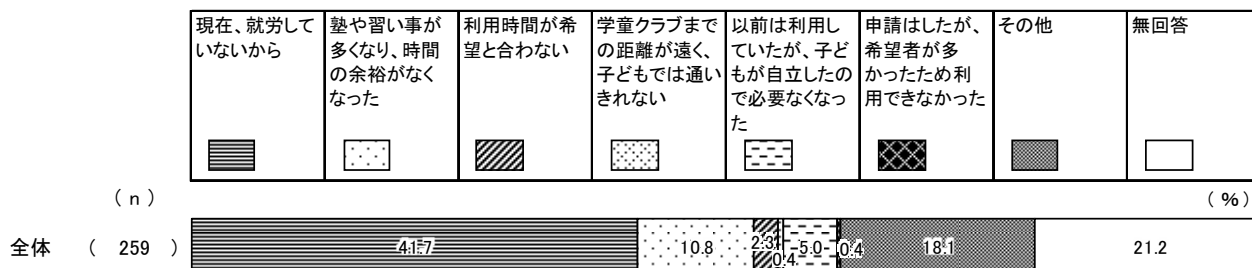 現在、就労して
いないから
塾や習い事が
多くなり、時間
の余裕がなく
なった
利用時間が希
望と合わない
学童クラブまで
の距離が遠く、
子どもでは通い
きれない
以前は利用し
ていたが、子ど
もが自立したの
で必要なくなっ
た
申請はしたが、
希望者が多
かったため利
用できなかった
その他
無回答
(n)
(%)
全体 ( 259 ) 41.7 10.8 2.3 0.4 5.0 0.4 18.1 21.2